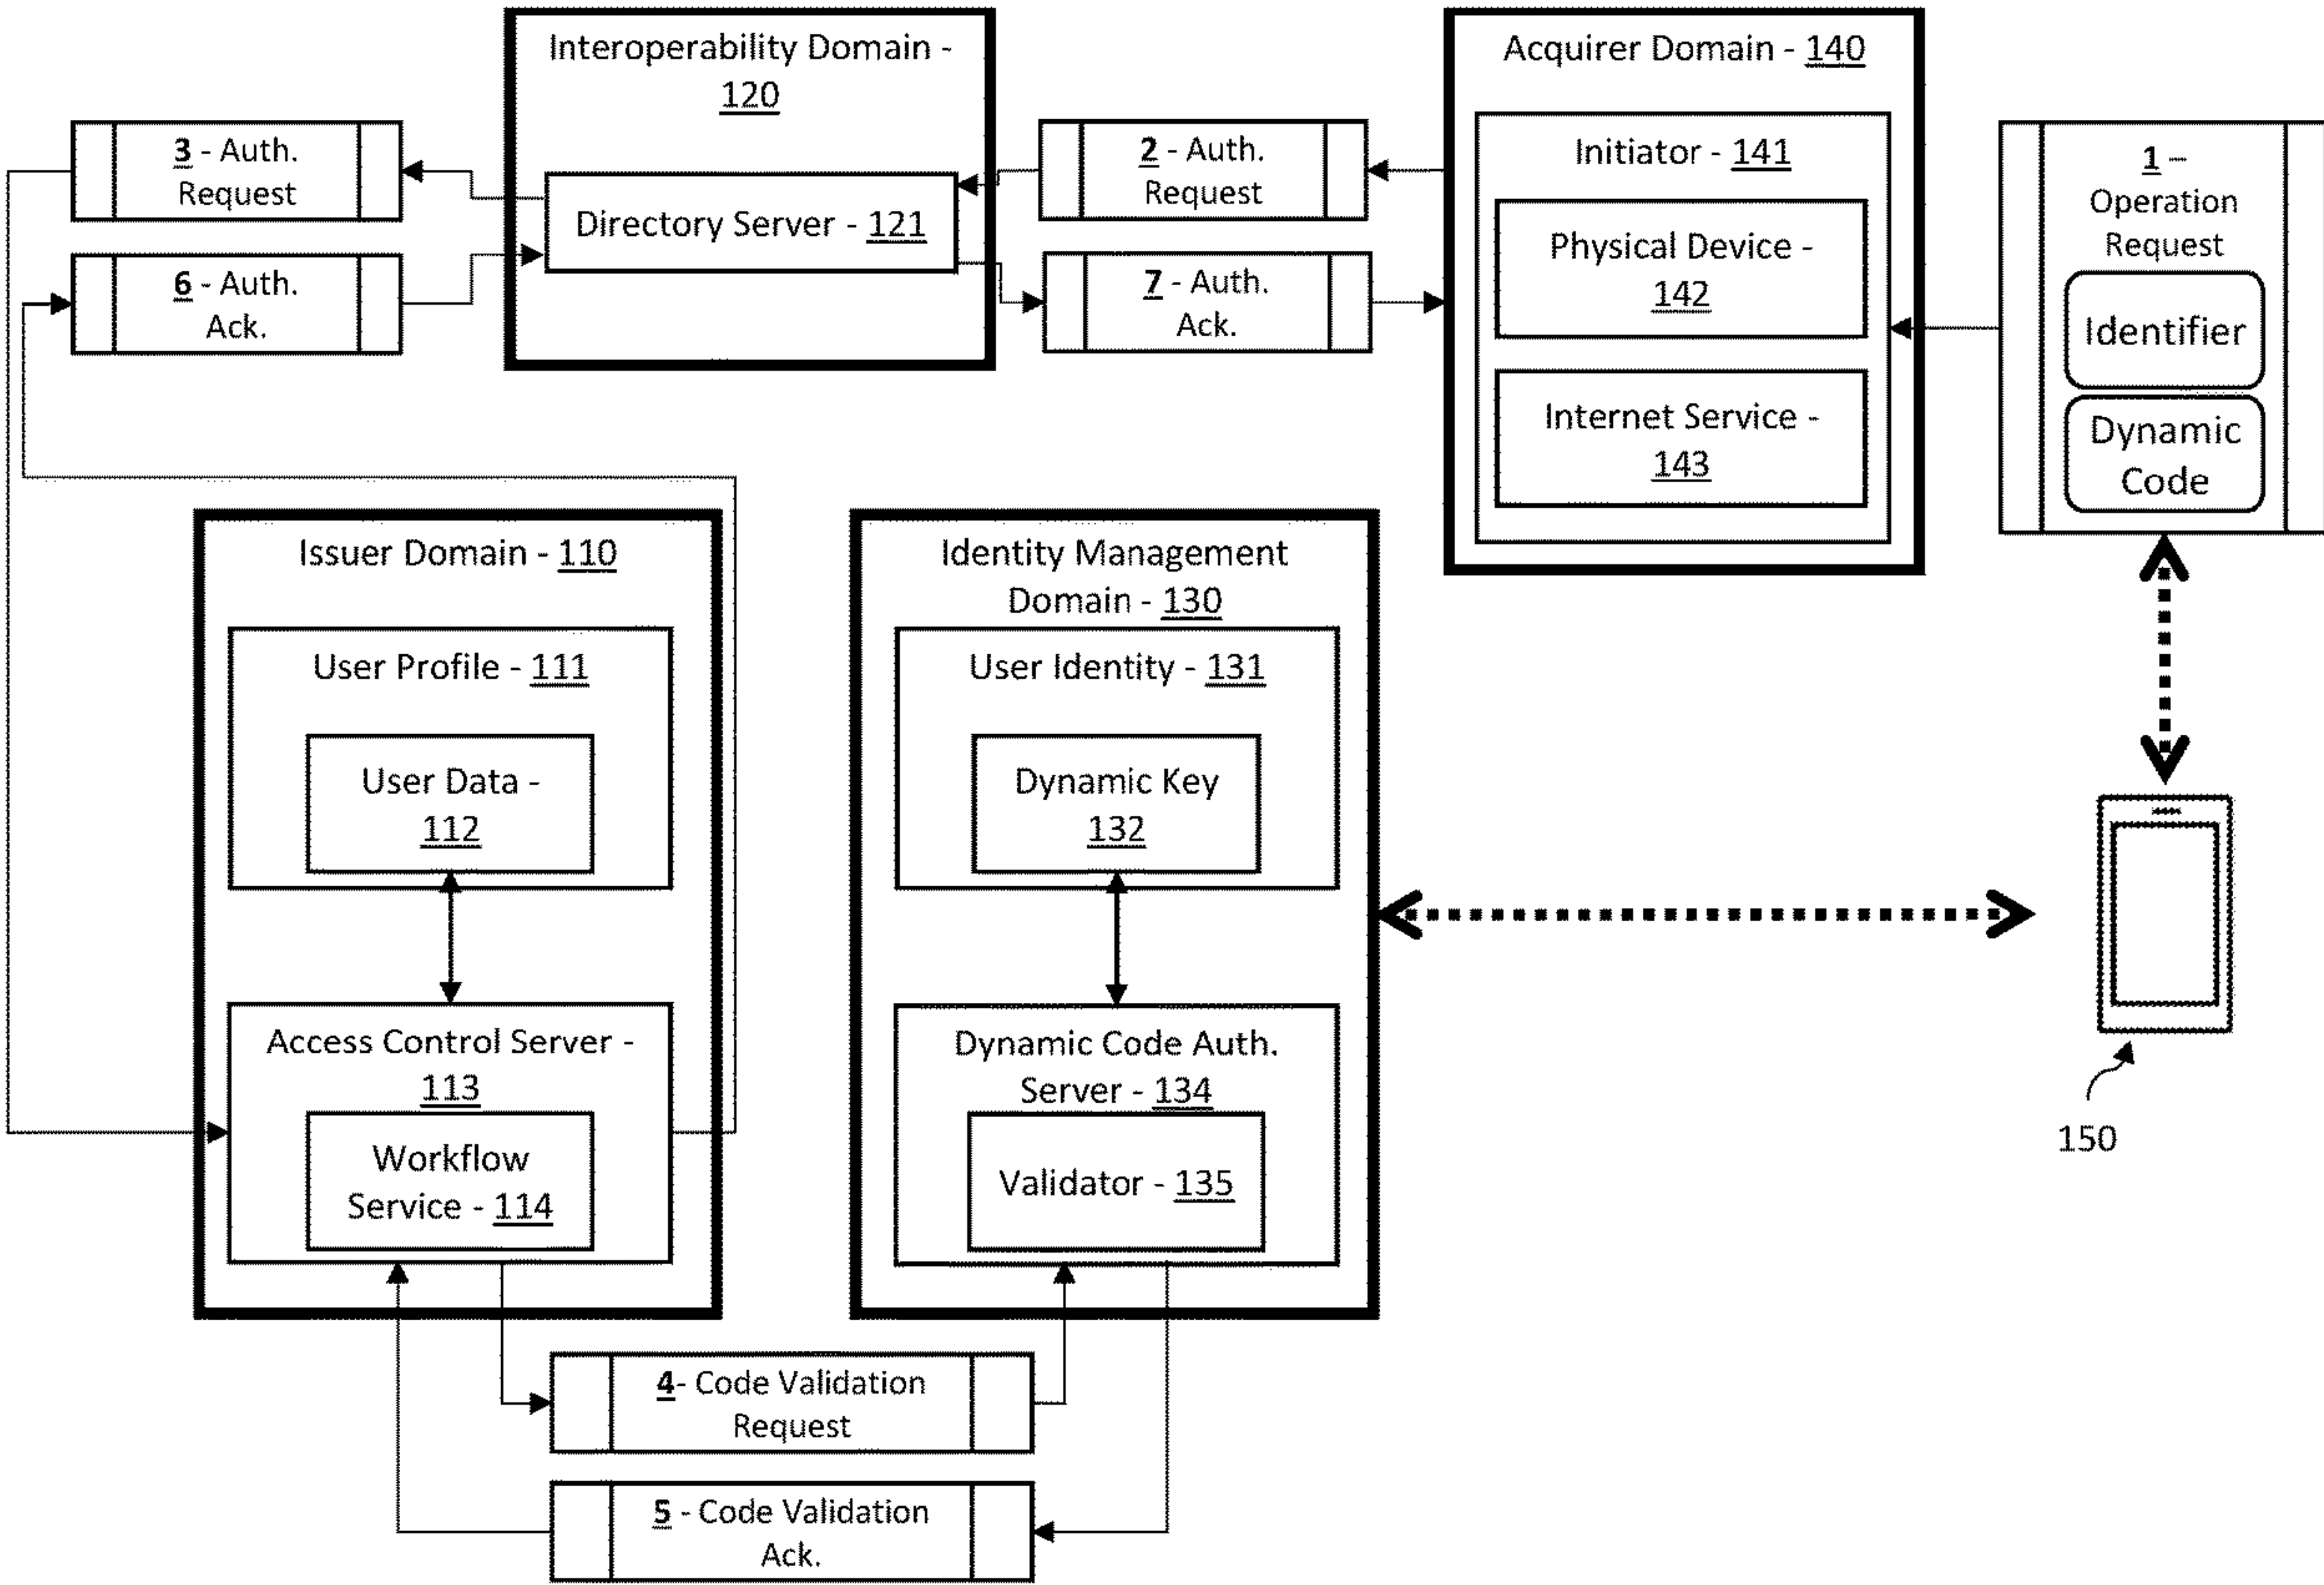 Interoperability Domain -
120
Directory Server - 121
Acquirer Domain - 140
Initiator - 141
Physical Device -
142
Internet Service -
143
1 –
Operation
Request
Identifier
Dynamic
Code
2 - Auth.
Request
7 - Auth.
Ack.
3 - Auth.
Request
6 - Auth.
Ack.
Issuer Domain - 110
User Profile - 111
User Data -
112
Access Control Server -
113
Workflow
Service - 114
Identity Management
Domain - 130
User Identity - 131
Dynamic Key
132
Dynamic Code Auth.
Server - 134
Validator - 135
150
4- Code Validation
Request
5 - Code Validation
Ack.